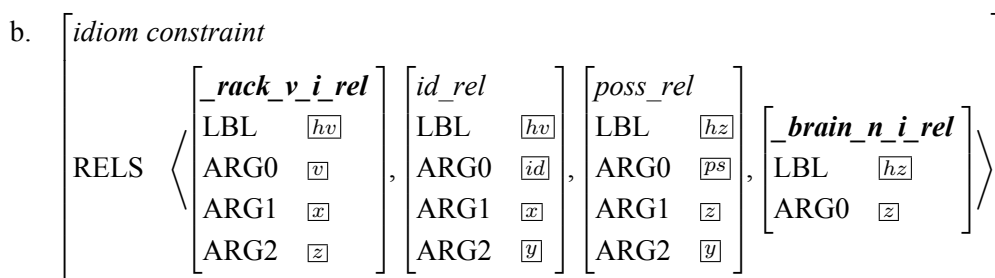 b. idiom constraint
_rack_v_i_rel id_rel poss_rel
LBL hv LBL hv LBL hz _brain_n_i_rel
RELS ⟨ ARG0 v , ARG0 id , ARG0 ps , LBL hz ⟩
ARG1 x ARG1 x ARG1 z ARG0 z
ARG2 z ARG2 y ARG2 y